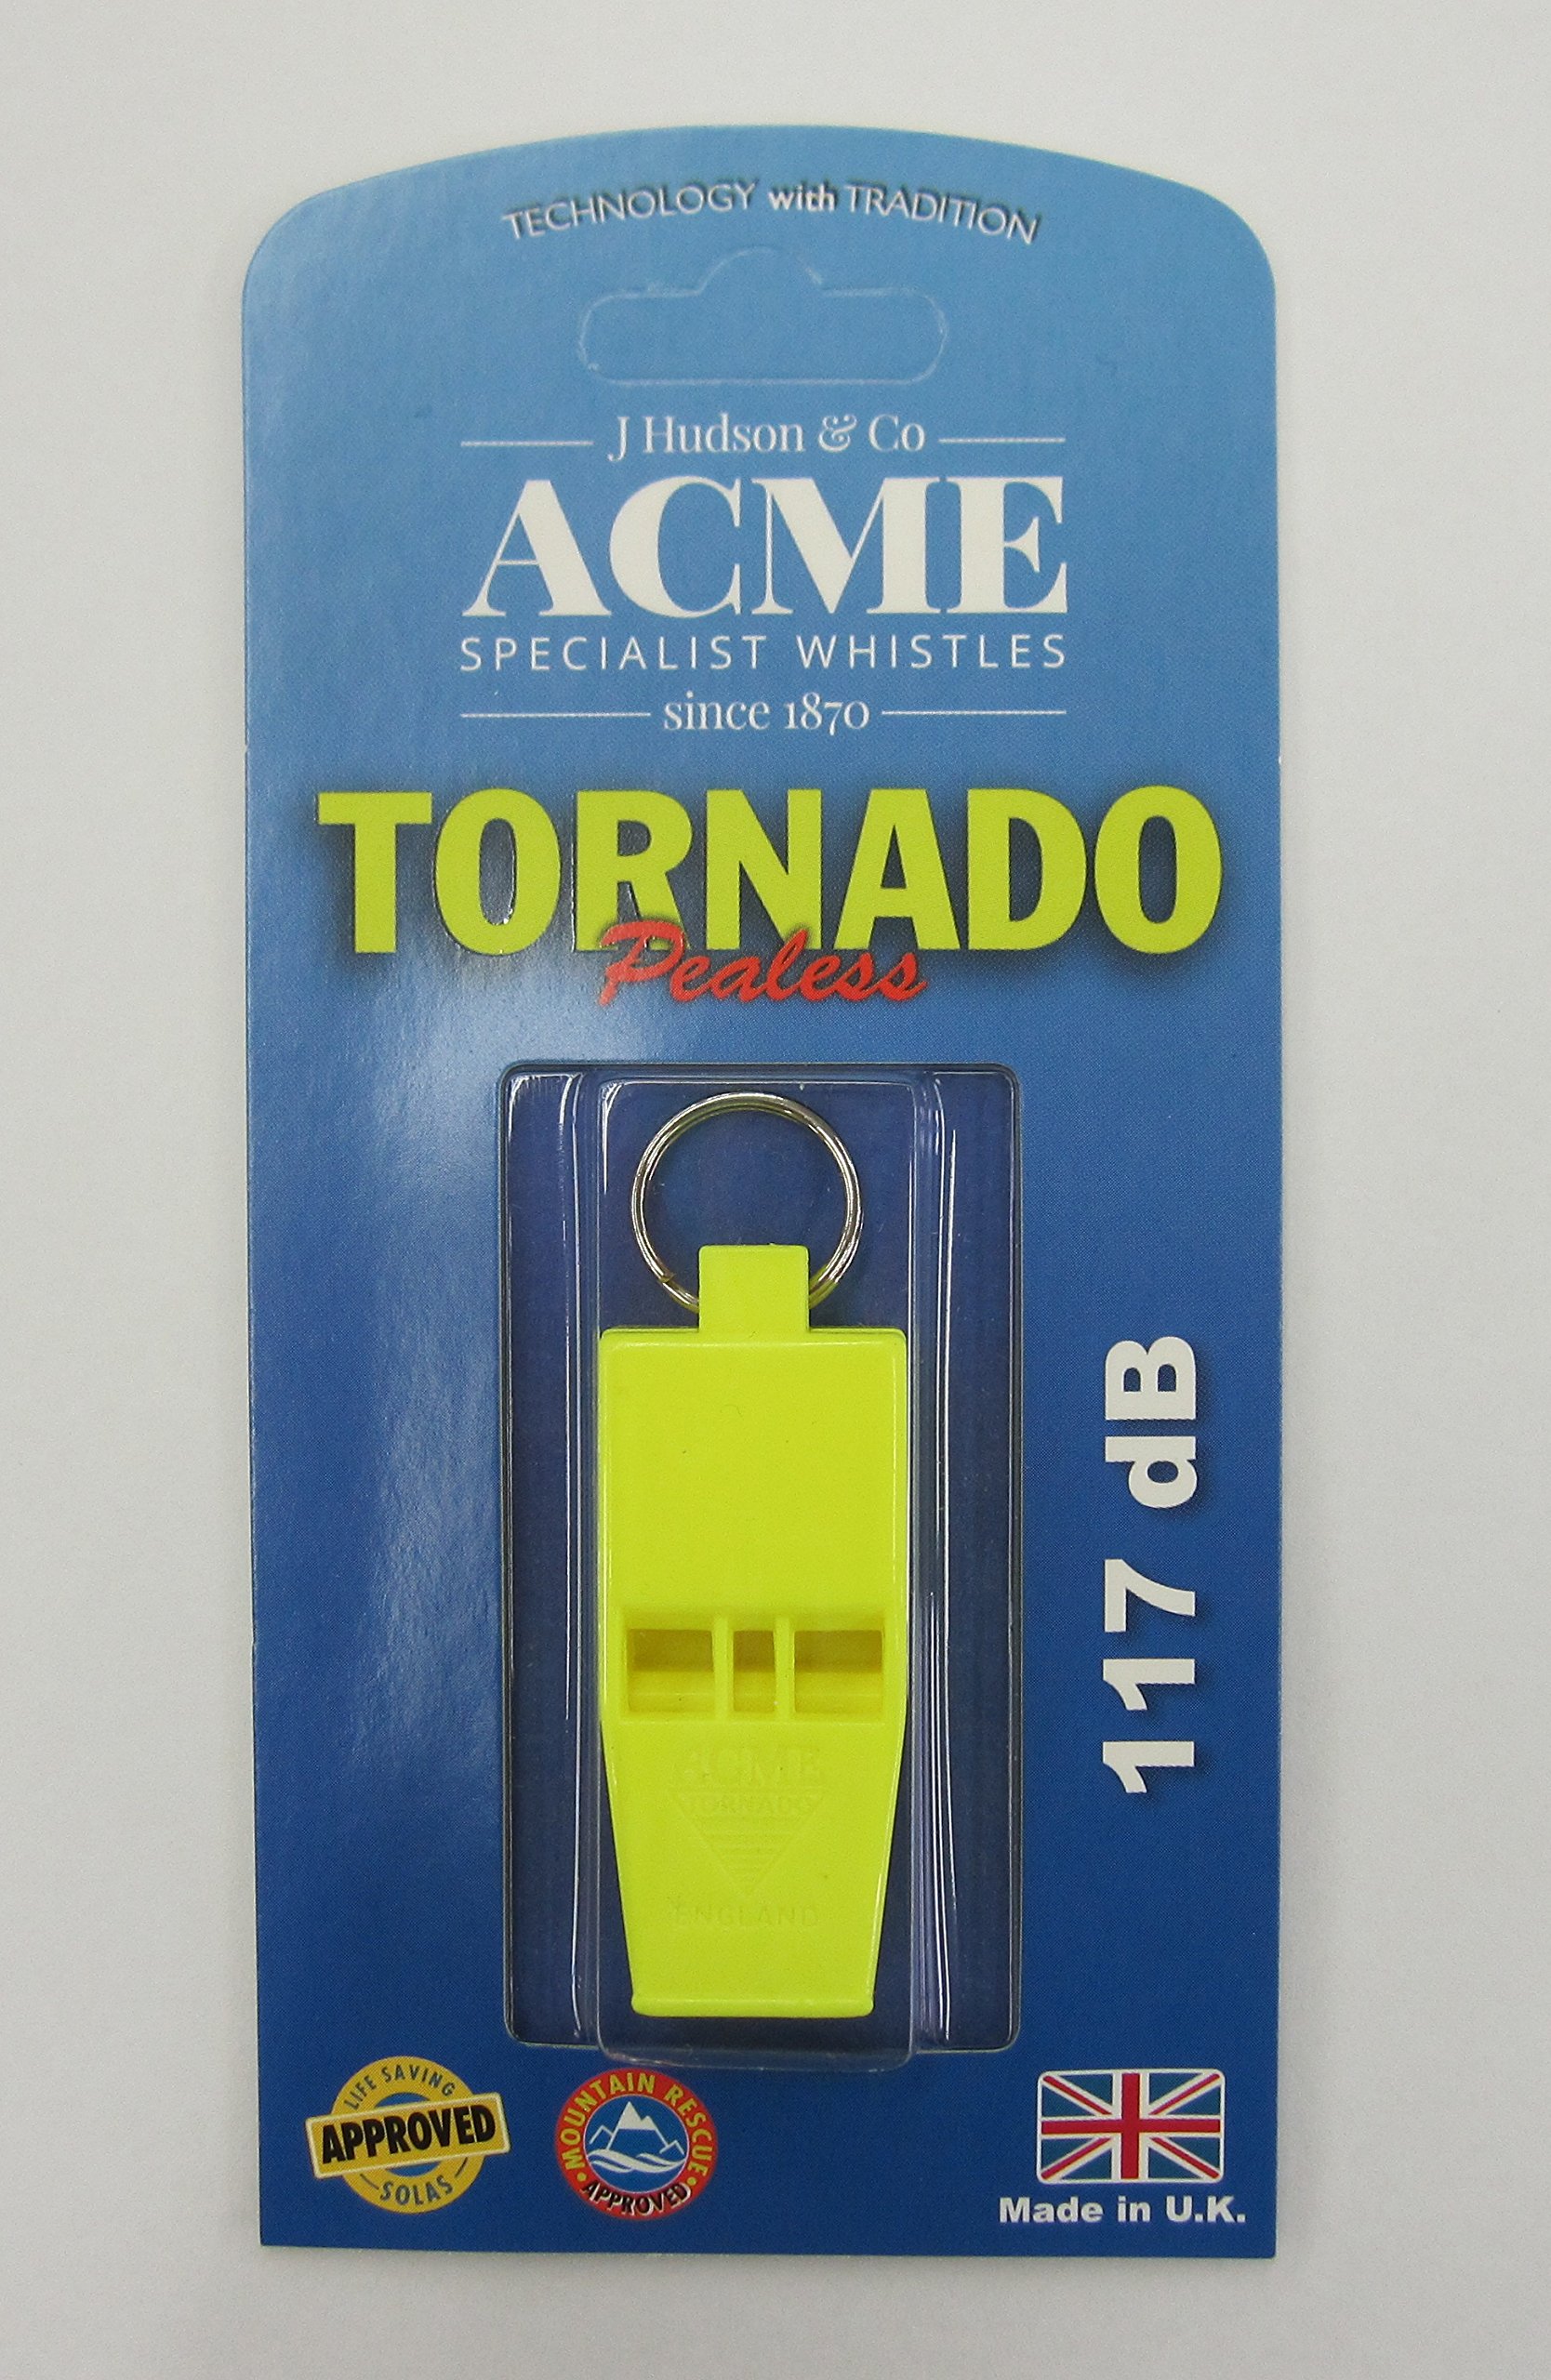 TECHNOLOGY with TRADITION
J Hudson & Co
ACME
SPECIALIST WHISTLES
since 1870
TORNADO
Pealess
117 dB
ACME
TORNADO
ENGLAND
LIFE SAVING
APPROVED
SOLAS
MOUNTAIN RESCUE
APPROVED
Made in U.K.